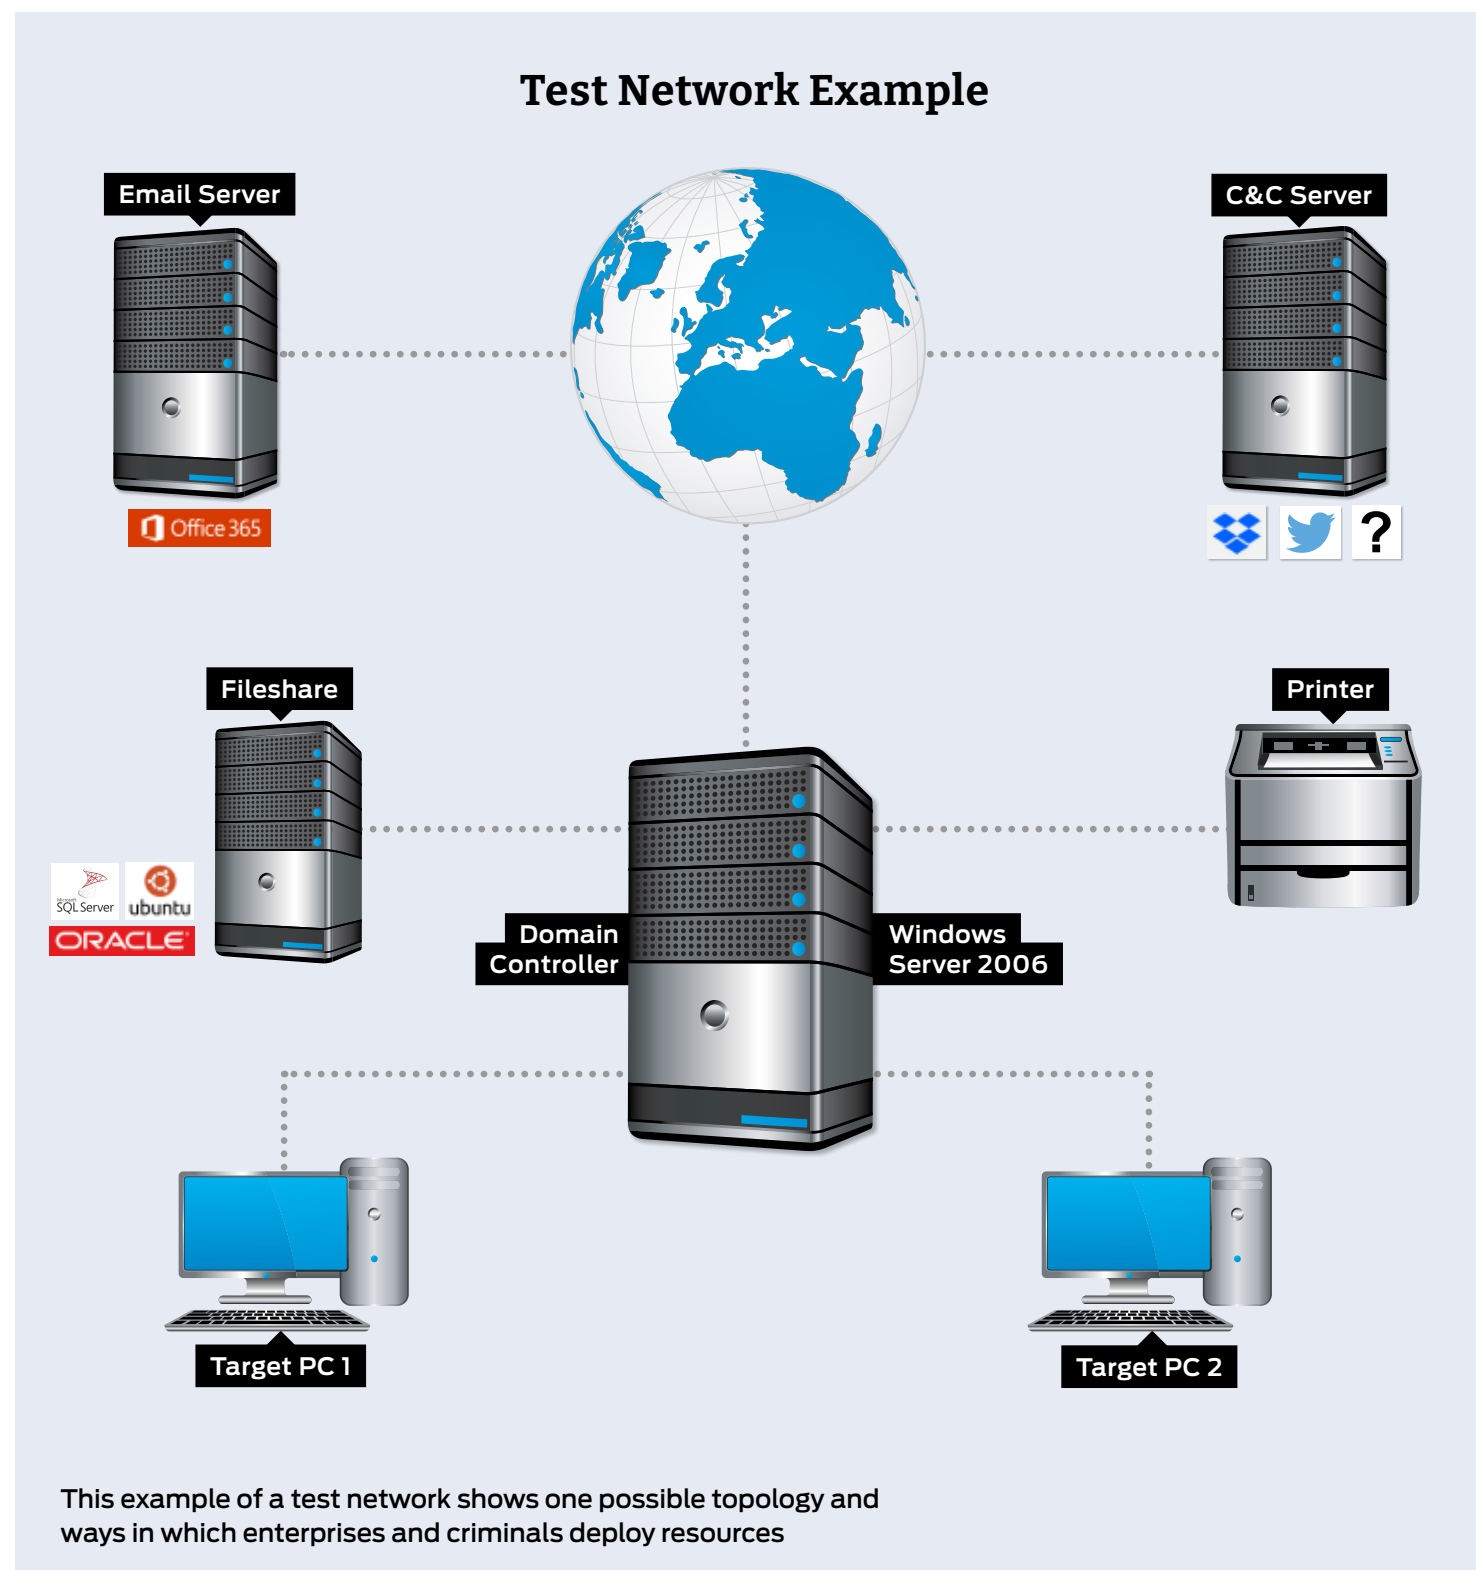 Test Network Example
Email Server
C&C Server
Office 365
?
Fileshare
Printer
Microsoft
SQL Server
ubuntu
ORACLE
Domain
Controller
Windows
Server 2006
Target PC 1
Target PC 2
This example of a test network shows one possible topology and
ways in which enterprises and criminals deploy resources